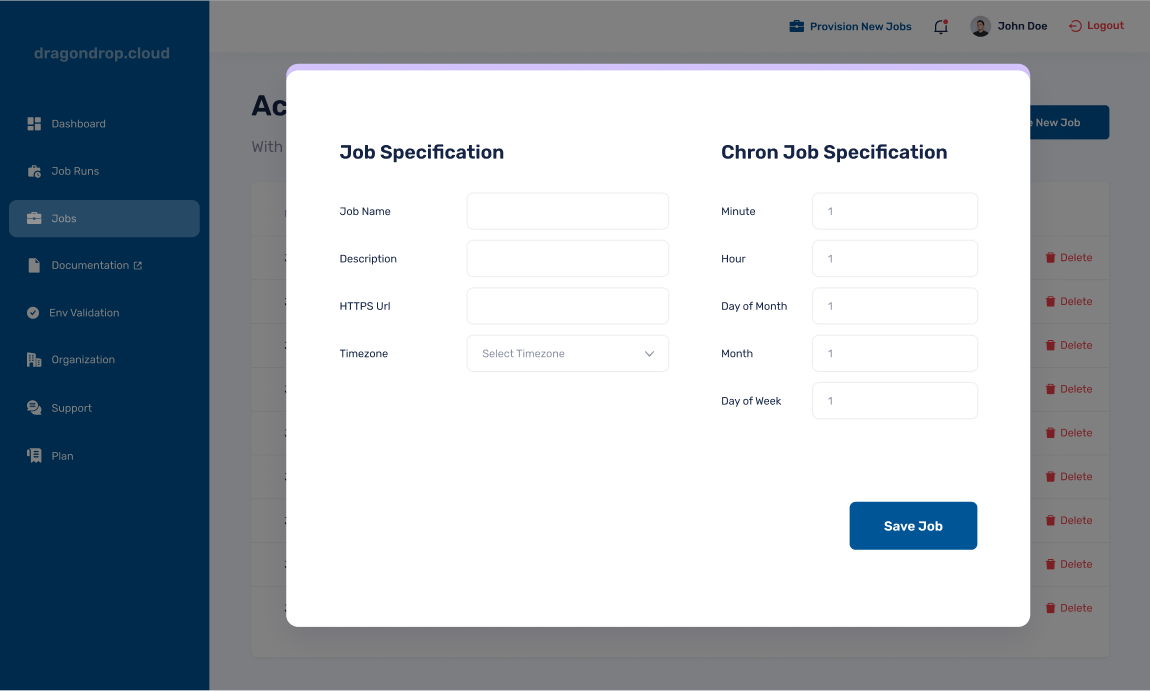 dragondrop.cloud
Provision New Jobs
John Doe
Logout
Dashboard
Job Runs
Jobs
Documentation
Env Validation
Organization
Support
Plan
Ac
With
New Job
Job Specification
Job Name
Description
HTTPS Url
Timezone
Select Timezone
Chron Job Specification
Minute
1
Hour
1
Day of Month
1
Month
1
Day of Week
1
Save Job
Delete
Delete
Delete
Delete
Delete
Delete
Delete
Delete
Delete